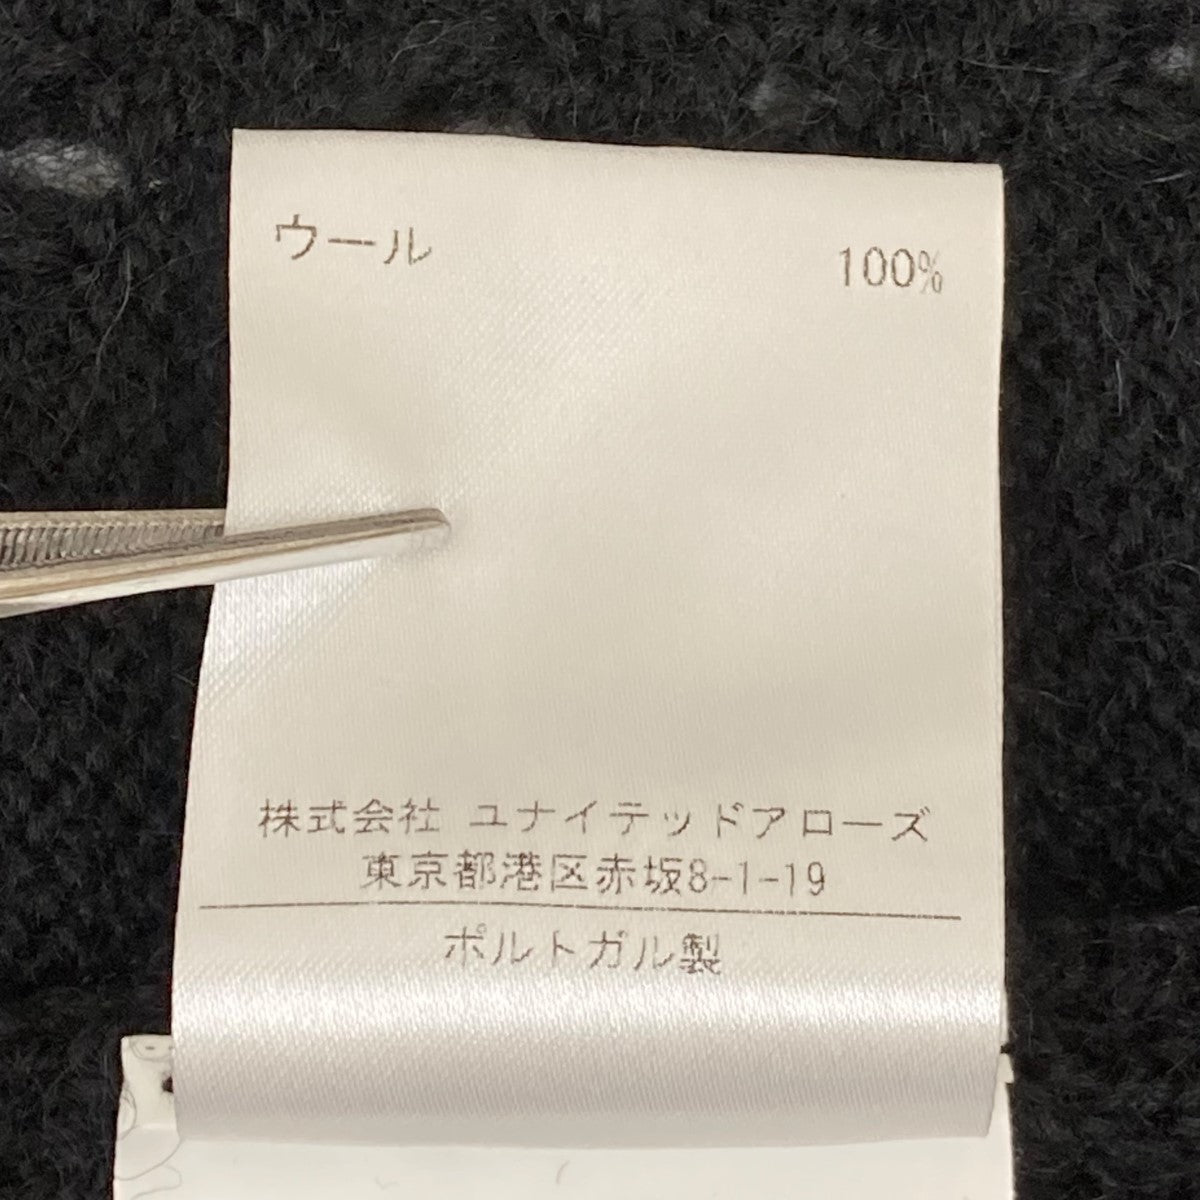 ウール 100%
株式会社 ユナイテッドアローズ
東京都港区赤坂8-1-19
ポルトガル製